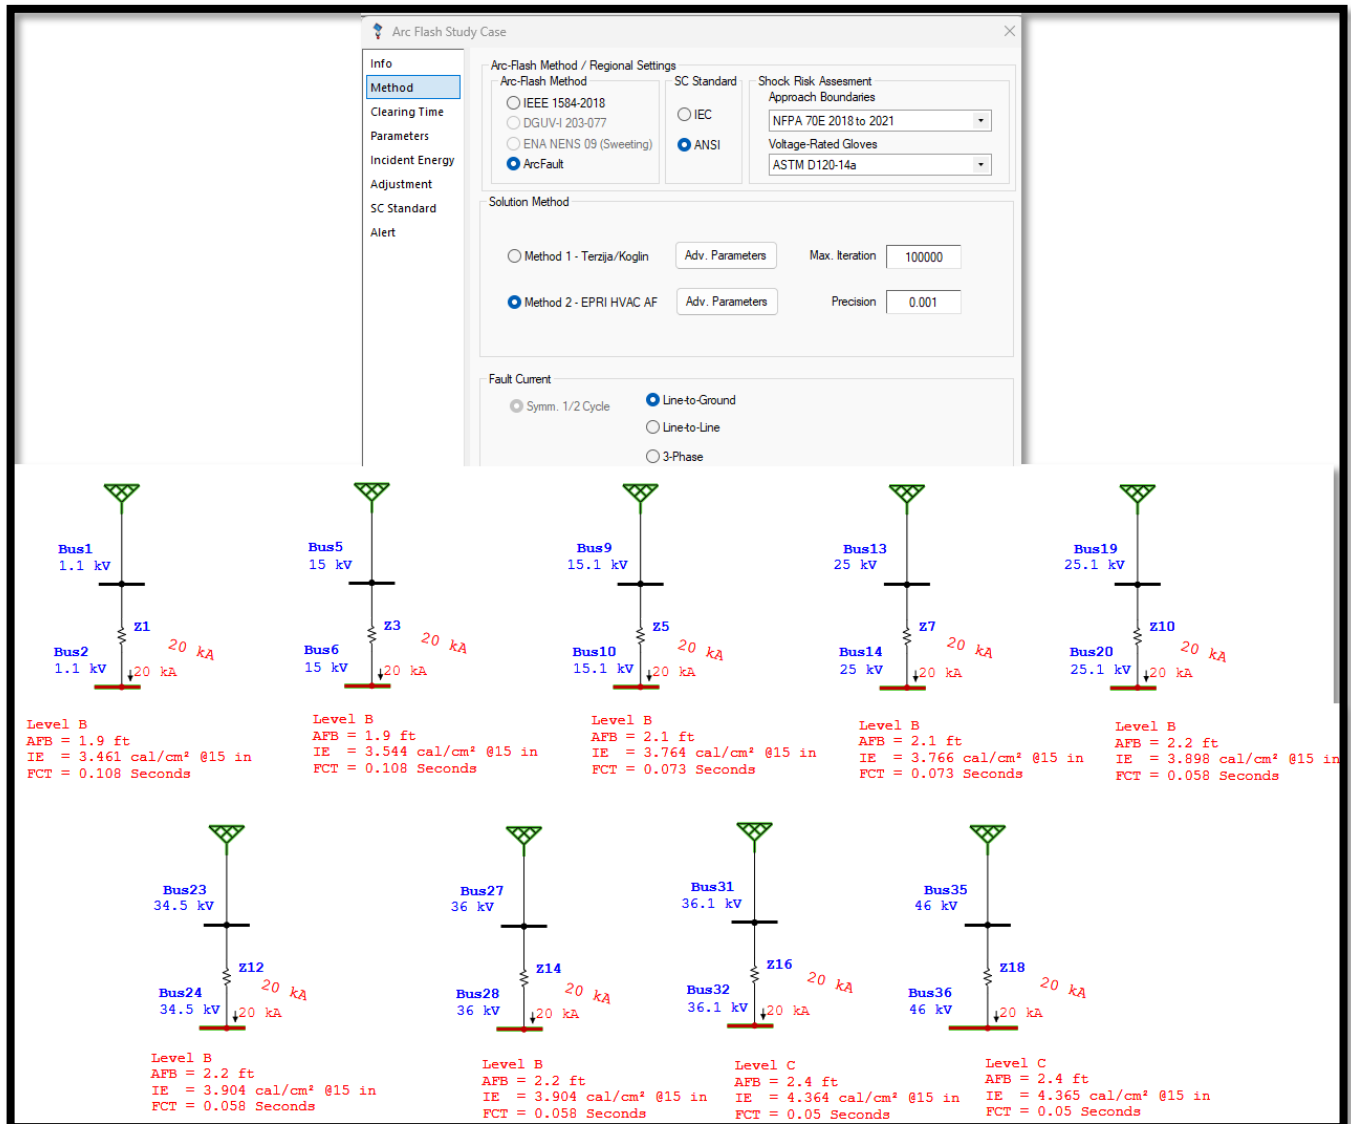 Arc Flash Study Case
Info
Method
Clearing Time
Parameters
Incident Energy
Adjustment
SC Standard
Alert
Arc-Flash Method / Regional Settings
Arc-Flash Method
IEEE 1584-2018
DGUV-I 203-077
ENA NENS 09 (Sweeting)
ArcFault
SC Standard
IEC
ANSI
Shock Risk Assesment
Approach Boundaries
NFPA 70E 2018 to 2021
Voltage-Rated Gloves
ASTM D120-14a
Solution Method
Method 1 - Terzija/Koglin
Adv. Parameters
Max. Iteration
100000
Method 2 - EPRI HVAC AF
Adv. Parameters
Precision
0.001
Fault Current
Symm. 1/2 Cycle
Line-to-Ground
Line-to-Line
3-Phase
Bus1
1.1 kV
Z1
20 kA
Bus2
1.1 kV
20 kA
Level B
AFB = 1.9 ft
IE = 3.461 cal/cm² @15 in
FCT = 0.108 Seconds
Bus5
15 kV
Z3
20 kA
Bus6
15 kV
20 kA
Level B
AFB = 1.9 ft
IE = 3.544 cal/cm² @15 in
FCT = 0.108 Seconds
Bus9
15.1 kV
Z5
20 kA
Bus10
15.1 kV
20 kA
Level B
AFB = 2.1 ft
IE = 3.764 cal/cm² @15 in
FCT = 0.073 Seconds
Bus13
25 kV
Z7
20 kA
Bus14
25 kV
20 kA
Level B
AFB = 2.1 ft
IE = 3.766 cal/cm² @15 in
FCT = 0.073 Seconds
Bus19
25.1 kV
Z10
20 kA
Bus20
25.1 kV
20 kA
Level B
AFB = 2.2 ft
IE = 3.898 cal/cm² @15 in
FCT = 0.058 Seconds
Bus23
34.5 kV
Z12
20 kA
Bus24
34.5 kV
20 kA
Level B
AFB = 2.2 ft
IE = 3.904 cal/cm² @15 in
FCT = 0.058 Seconds
Bus27
36 kV
Z14
20 kA
Bus28
36 kV
20 kA
Level B
AFB = 2.2 ft
IE = 3.904 cal/cm² @15 in
FCT = 0.058 Seconds
Bus31
36.1 kV
Z16
20 kA
Bus32
36.1 kV
20 kA
Level C
AFB = 2.4 ft
IE = 4.364 cal/cm² @15 in
FCT = 0.05 Seconds
Bus35
46 kV
Z18
20 kA
Bus36
46 kV
20 kA
Level C
AFB = 2.4 ft
IE = 4.365 cal/cm² @15 in
FCT = 0.05 Seconds